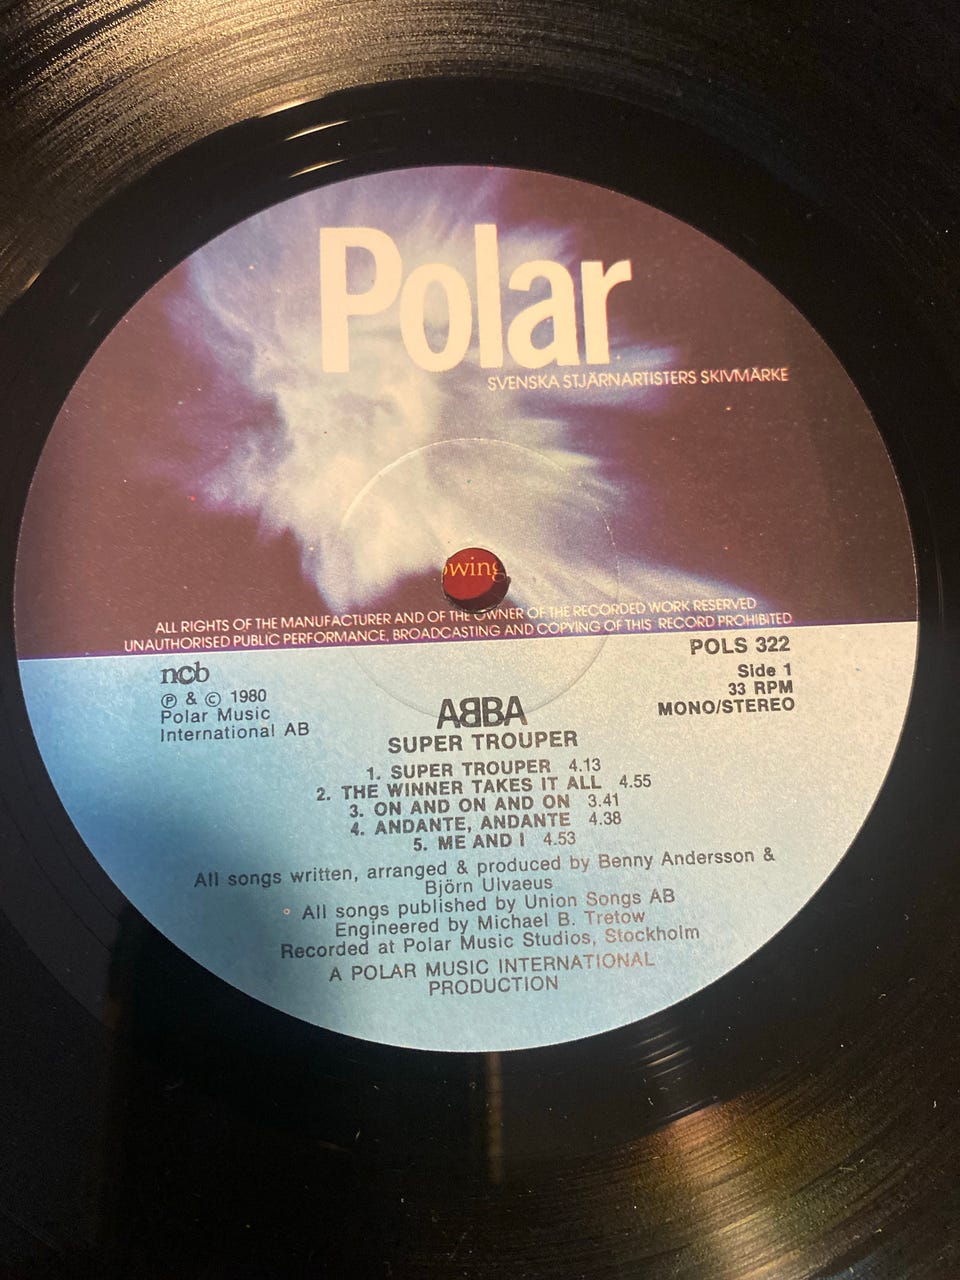 Polar
SVENSKA STJÄRNARTISTERS SKIVMÄRKE
wing
ALL RIGHTS OF THE MANUFACTURER AND OF THE OWNER OF THE RECORDED WORK RESERVED
UNAUTHORISED PUBLIC PERFORMANCE, BROADCASTING AND COPYING OF THIS RECORD PROHIBITED
ncb
Ⓟ & © 1980
Polar Music
International AB
POLS 322
Side 1
33 RPM
MONO/STEREO
ABBA
SUPER TROUPER
1. SUPER TROUPER 4.13
2. THE WINNER TAKES IT ALL 4.55
3. ON AND ON AND ON 3.41
4. ANDANTE, ANDANTE 4.38
5. ME AND I 4.53
All songs written, arranged & produced by Benny Andersson &
Björn Ulvaeus
All songs published by Union Songs AB
Engineered by Michael B. Tretow
Recorded at Polar Music Studios, Stockholm
A POLAR MUSIC INTERNATIONAL
PRODUCTION